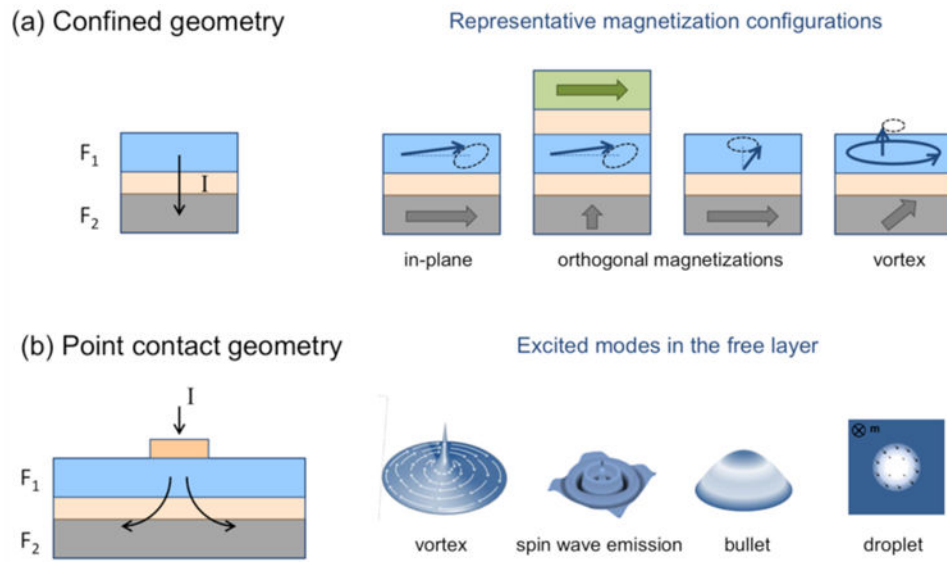 (a) Confined geometry
Representative magnetization configurations
F1
I
F2
in-plane
orthogonal magnetizations
vortex
(b) Point contact geometry
Excited modes in the free layer
I
m
F1
F2
vortex
spin wave emission
bullet
droplet